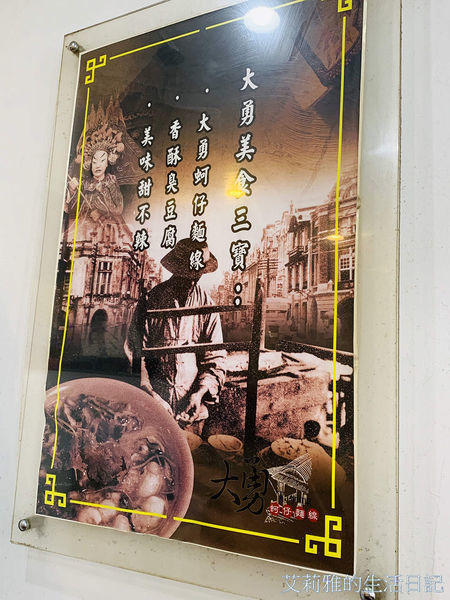 大勇美食三寶：
·大勇蚵仔麵線
·香酥臭豆腐
·美味甜不辣
大勇
蚵仔麵線
艾莉雅的生活日記